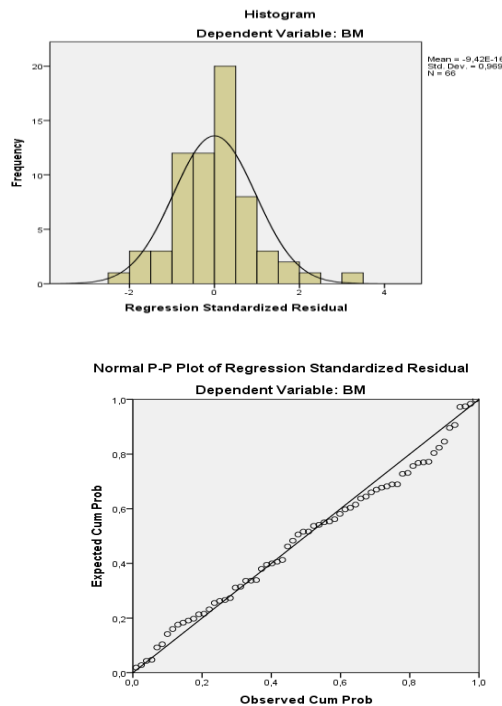 Histogram
Dependent Variable: BM
Mean = -9,42E-16
Std. Dev. = 0,969
N = 66
20
15
10
5
0
Frequency
-2
0
2
4
Regression Standardized Residual
Normal P-P Plot of Regression Standardized Residual
Dependent Variable: BM
1,0
0,8
0,6
0,4
0,2
0,0
Expected Cum Prob
0,0
0,2
0,4
0,6
0,8
1,0
Observed Cum Prob